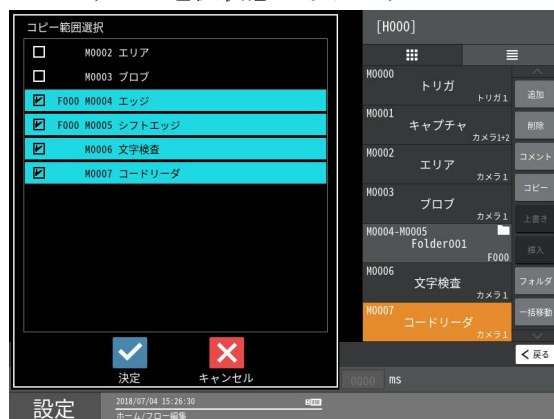 コピー範囲選択
M0002 エリア
M0003 ブロブ
F000 M0004 エッジ
F000 M0005 シフトエッジ
M0006 文字検査
M0007 コードリーダ
決定
キャンセル
[H000]
M0000
トリガ
トリガ1
M0001
キャプチャ
カメラ1+2
M0002
エリア
カメラ1
M0003
ブロブ
カメラ1
M0004-M0005
Folder001
F000
M0006
文字検査
カメラ1
M0007
コードリーダ
カメラ1
追加
削除
コメント
コピー
上書き
挿入
フォルダ
一括移動
戻る
0000 ms
設定
2018/07/04 15:26:30
ホーム/フロー編集